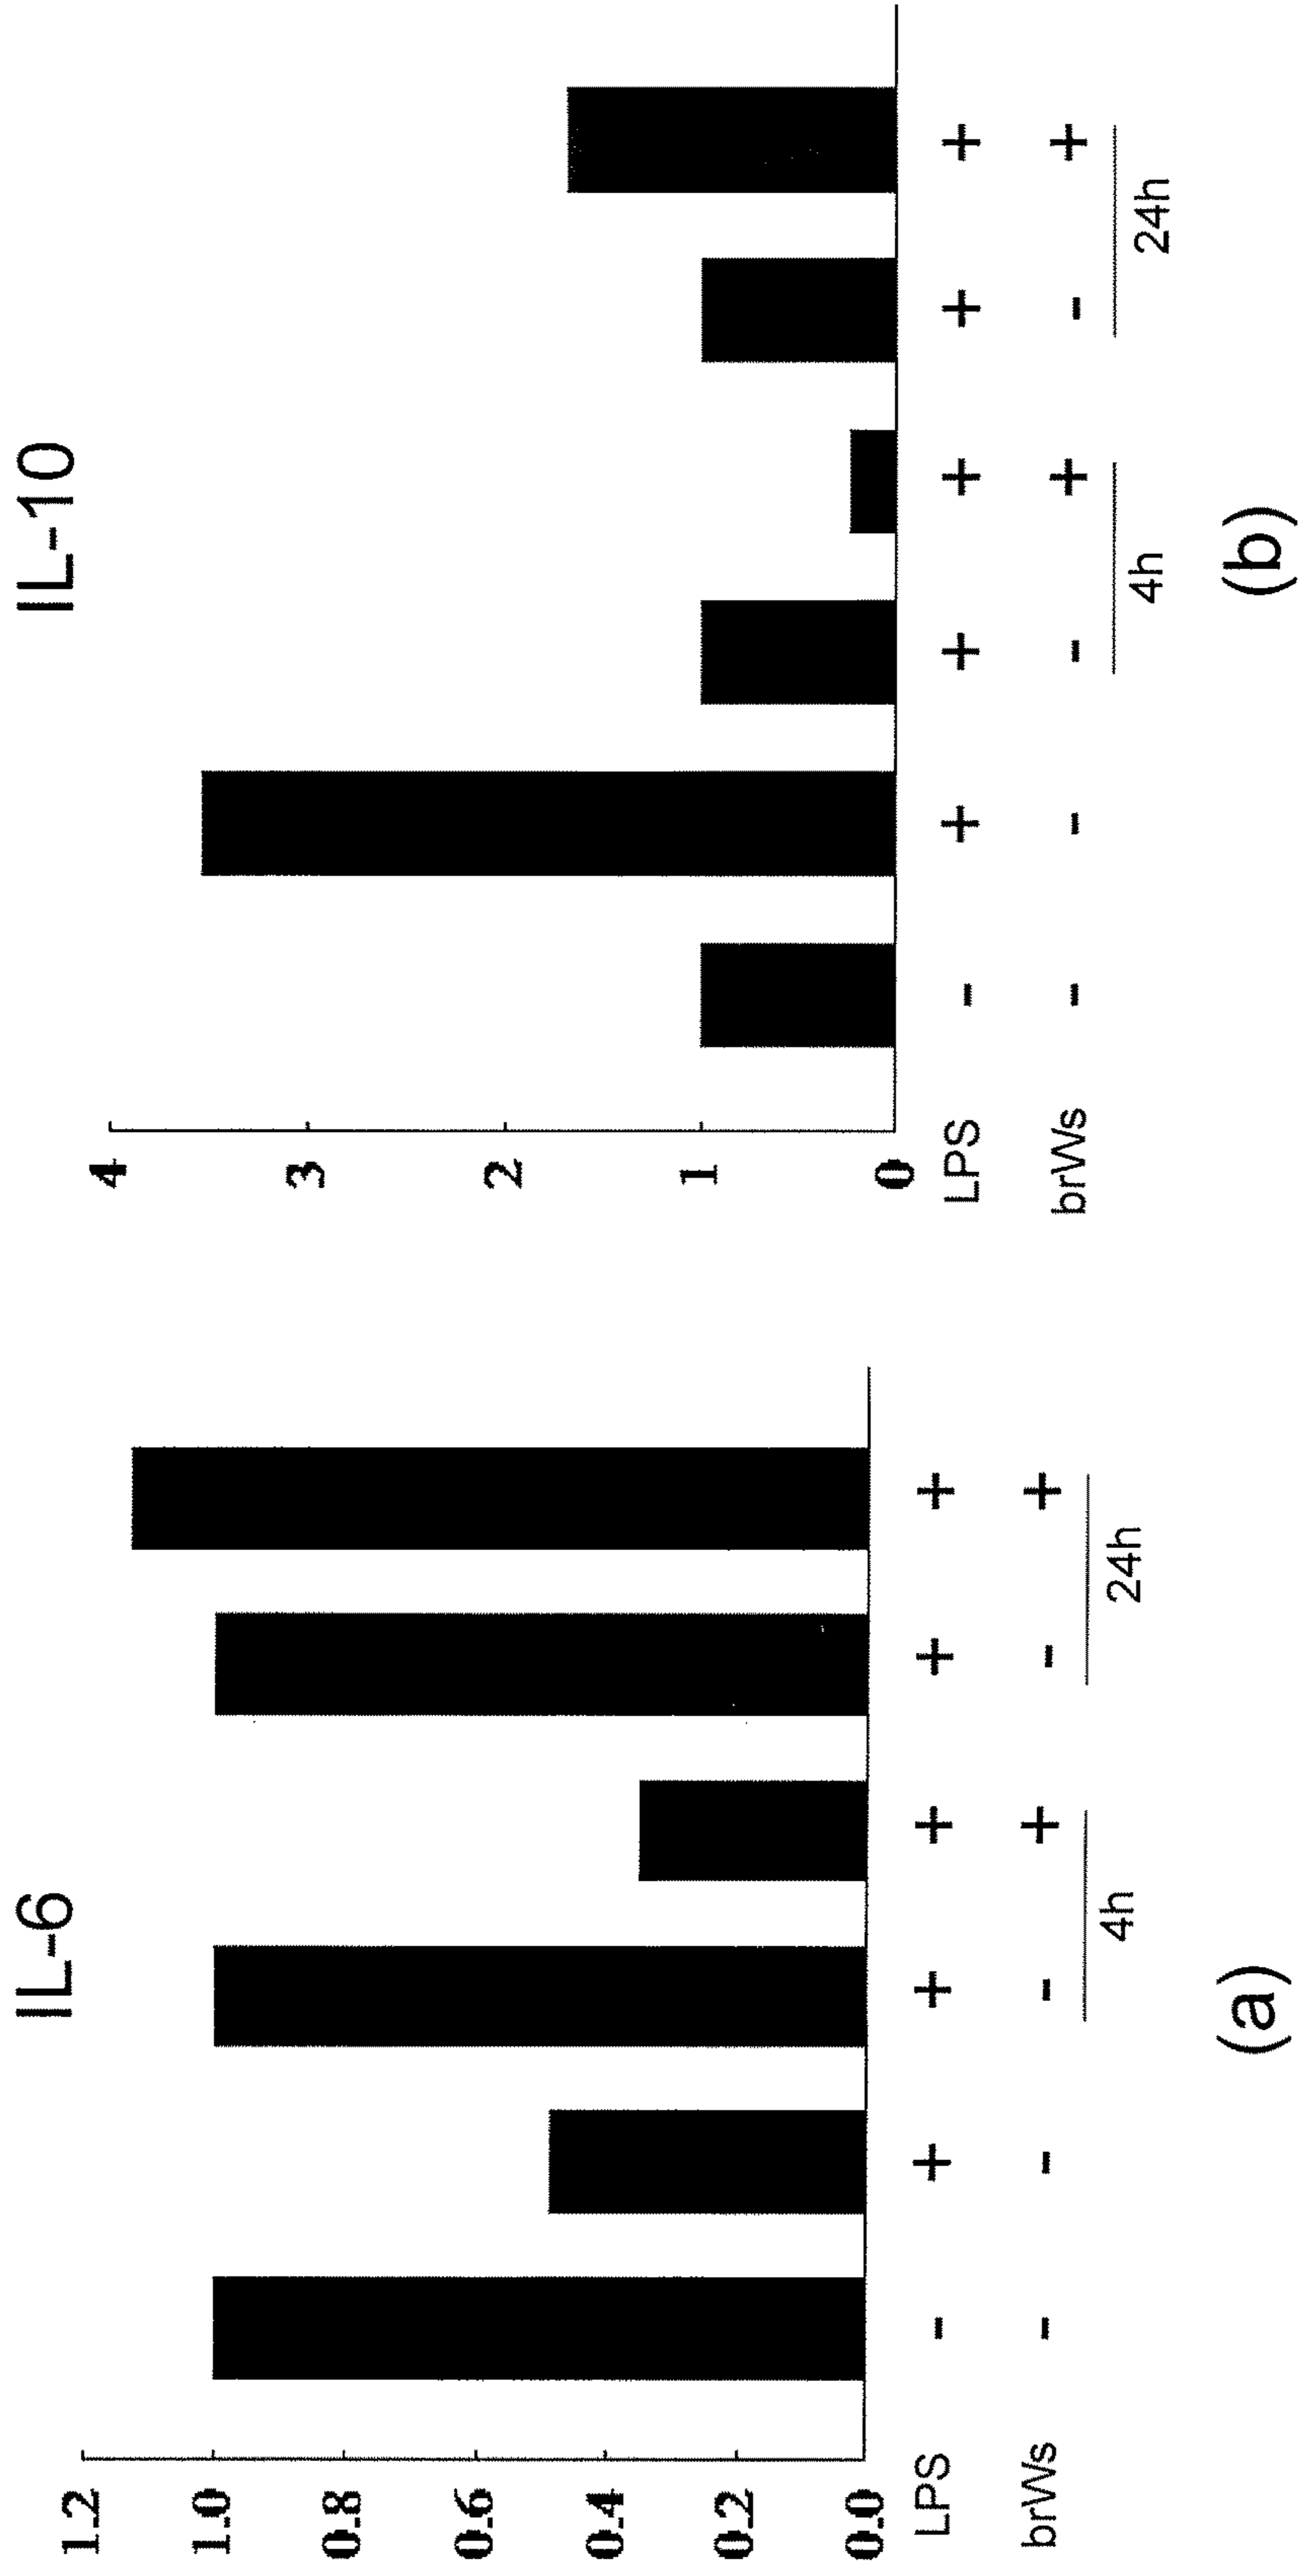 IL-6
1.2
1.0
0.8
0.6
0.4
0.2
0.0
LPS - + + + + +
brWs - - - + - +
4h 24h
(a)
IL-10
4
3
2
1
0
LPS - + + + + +
brWs - - - + - +
4h 24h
(b)